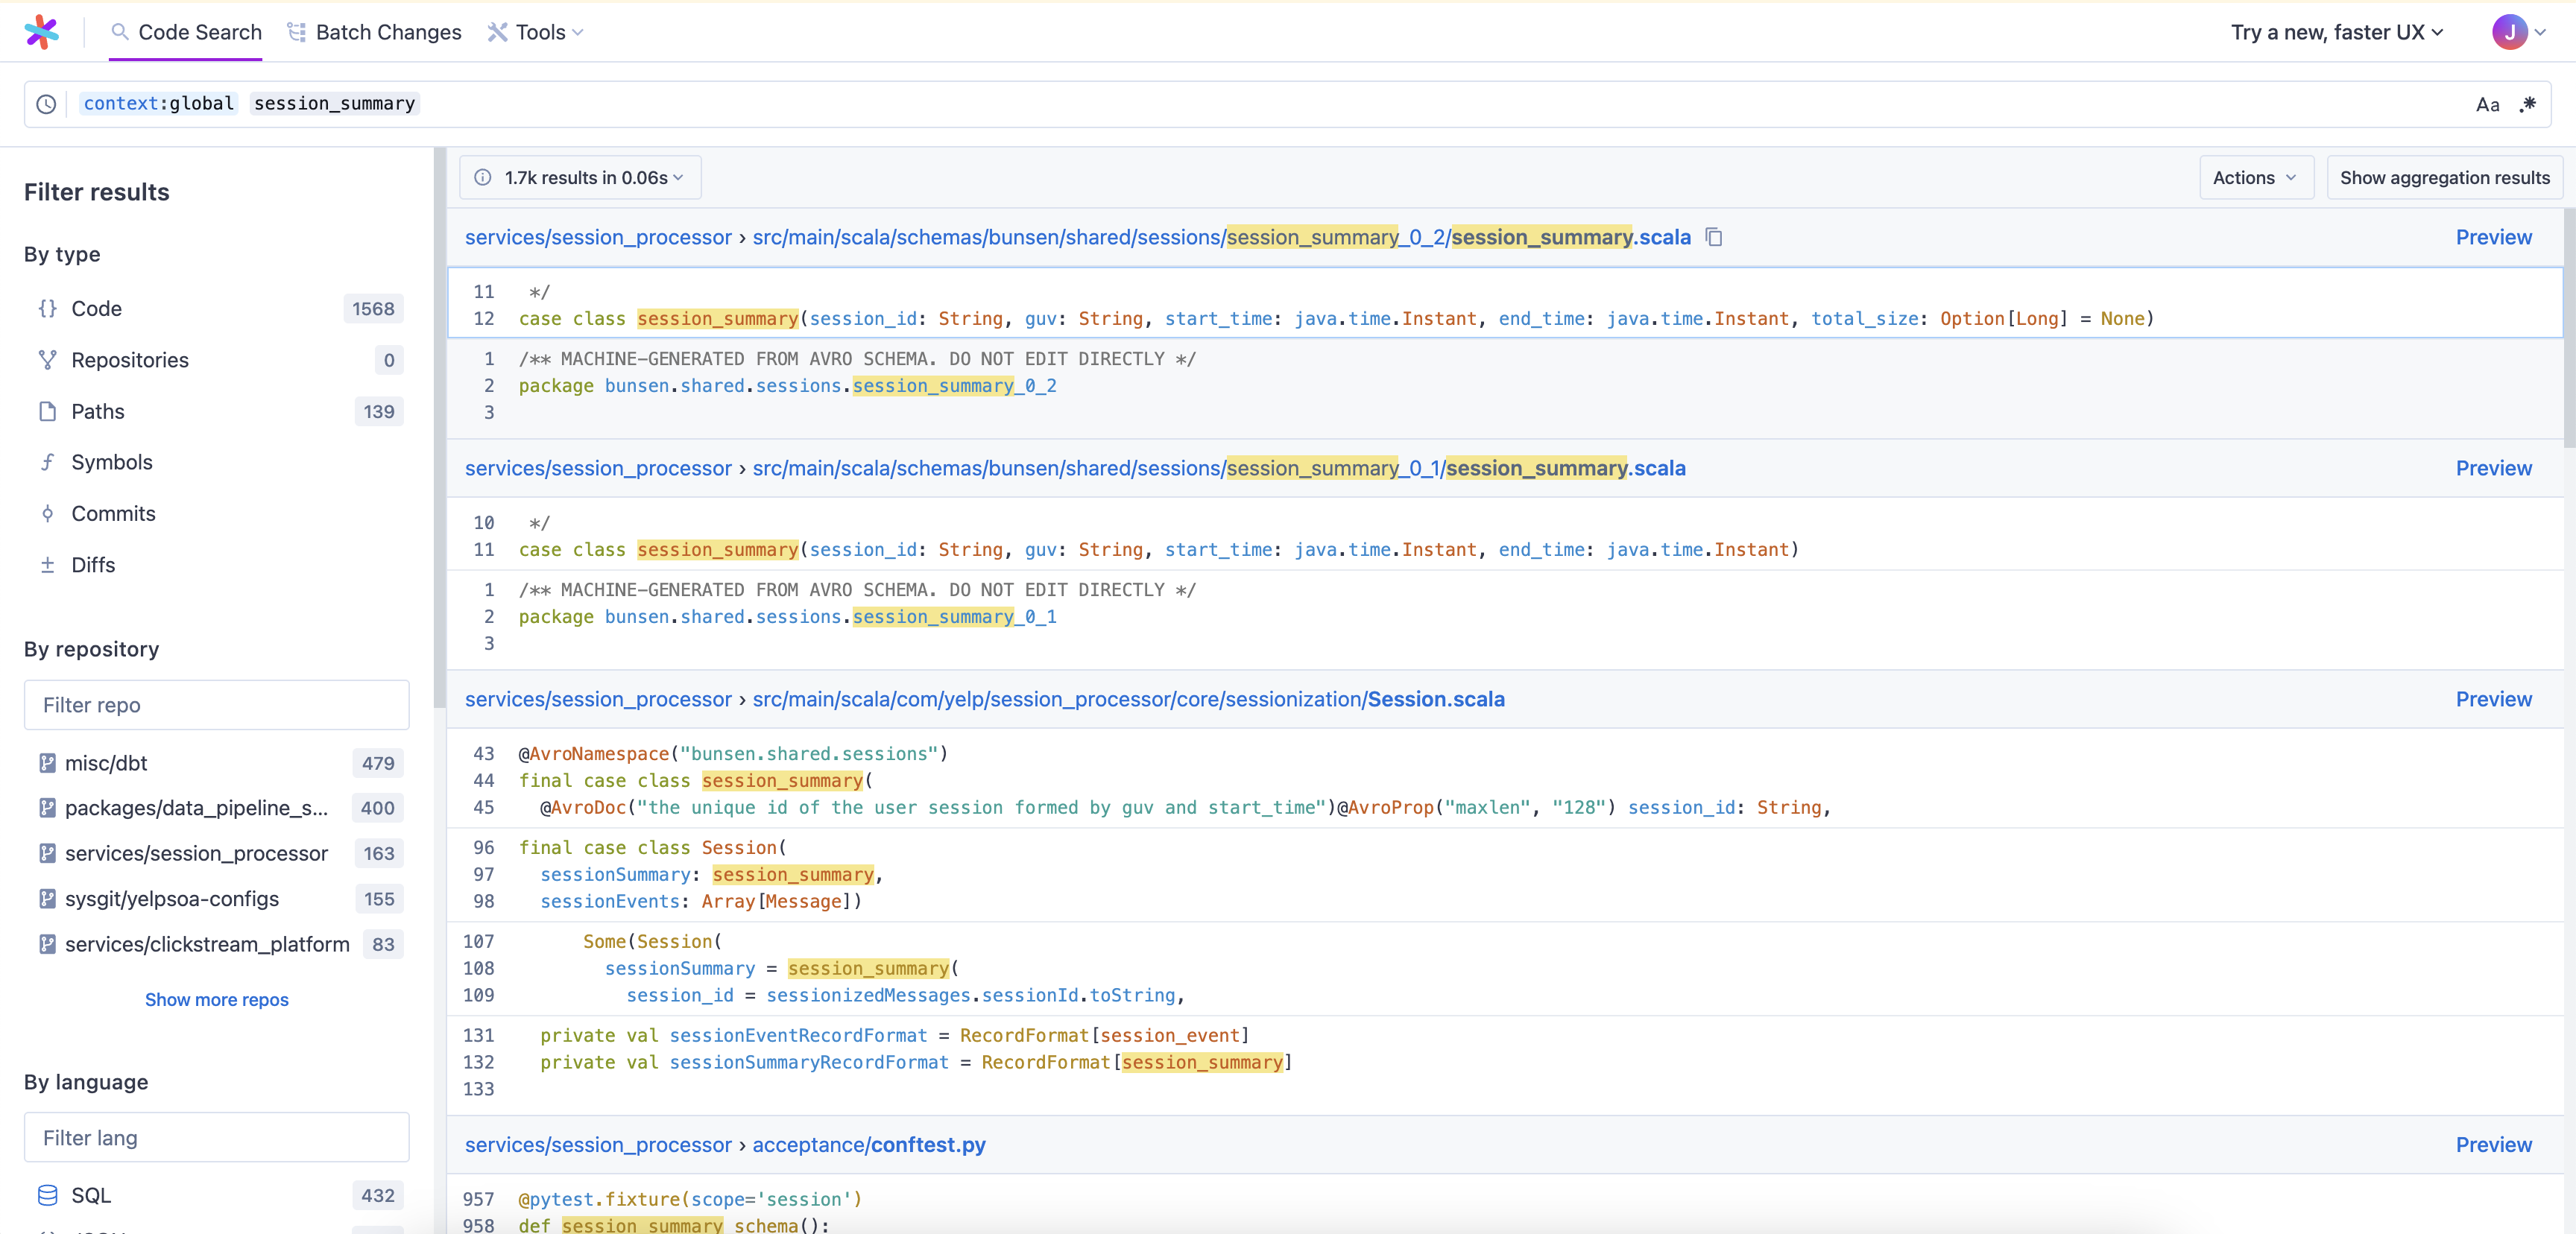 Code Search
Batch Changes
Tools
Try a new, faster UX
J
context:global session_summary
Aa .*
Filter results
By type
{} Code 1568
Repositories 0
Paths 139
Symbols
Commits
Diffs
By repository
Filter repo
misc/dbt 479
packages/data_pipeline_s... 400
services/session_processor 163
sysgit/yelpsoa-configs 155
services/clickstream_platform 83
Show more repos
By language
Filter lang
SQL 432
1.7k results in 0.06s
Actions
Show aggregation results
services/session_processor › src/main/scala/schemas/bunsen/shared/sessions/session_summary_0_2/session_summary.scala Preview
11 */
12 case class session_summary(session_id: String, guv: String, start_time: java.time.Instant, end_time: java.time.Instant, total_size: Option[Long] = None)
1 /** MACHINE-GENERATED FROM AVRO SCHEMA. DO NOT EDIT DIRECTLY */
2 package bunsen.shared.sessions.session_summary_0_2
3
services/session_processor › src/main/scala/schemas/bunsen/shared/sessions/session_summary_0_1/session_summary.scala Preview
10 */
11 case class session_summary(session_id: String, guv: String, start_time: java.time.Instant, end_time: java.time.Instant)
1 /** MACHINE-GENERATED FROM AVRO SCHEMA. DO NOT EDIT DIRECTLY */
2 package bunsen.shared.sessions.session_summary_0_1
3
services/session_processor › src/main/scala/com/yelp/session_processor/core/sessionization/Session.scala Preview
43 @AvroNamespace("bunsen.shared.sessions")
44 final case class session_summary(
45 @AvroDoc("the unique id of the user session formed by guv and start_time")@AvroProp("maxlen", "128") session_id: String,
96 final case class Session(
97 sessionSummary: session_summary,
98 sessionEvents: Array[Message])
107 Some(Session(
108 sessionSummary = session_summary(
109 session_id = sessionizedMessages.sessionId.toString,
131 private val sessionEventRecordFormat = RecordFormat[session_event]
132 private val sessionSummaryRecordFormat = RecordFormat[session_summary]
133
services/session_processor › acceptance/conftest.py Preview
957 @pytest.fixture(scope='session')
958 def session_summary_schema():